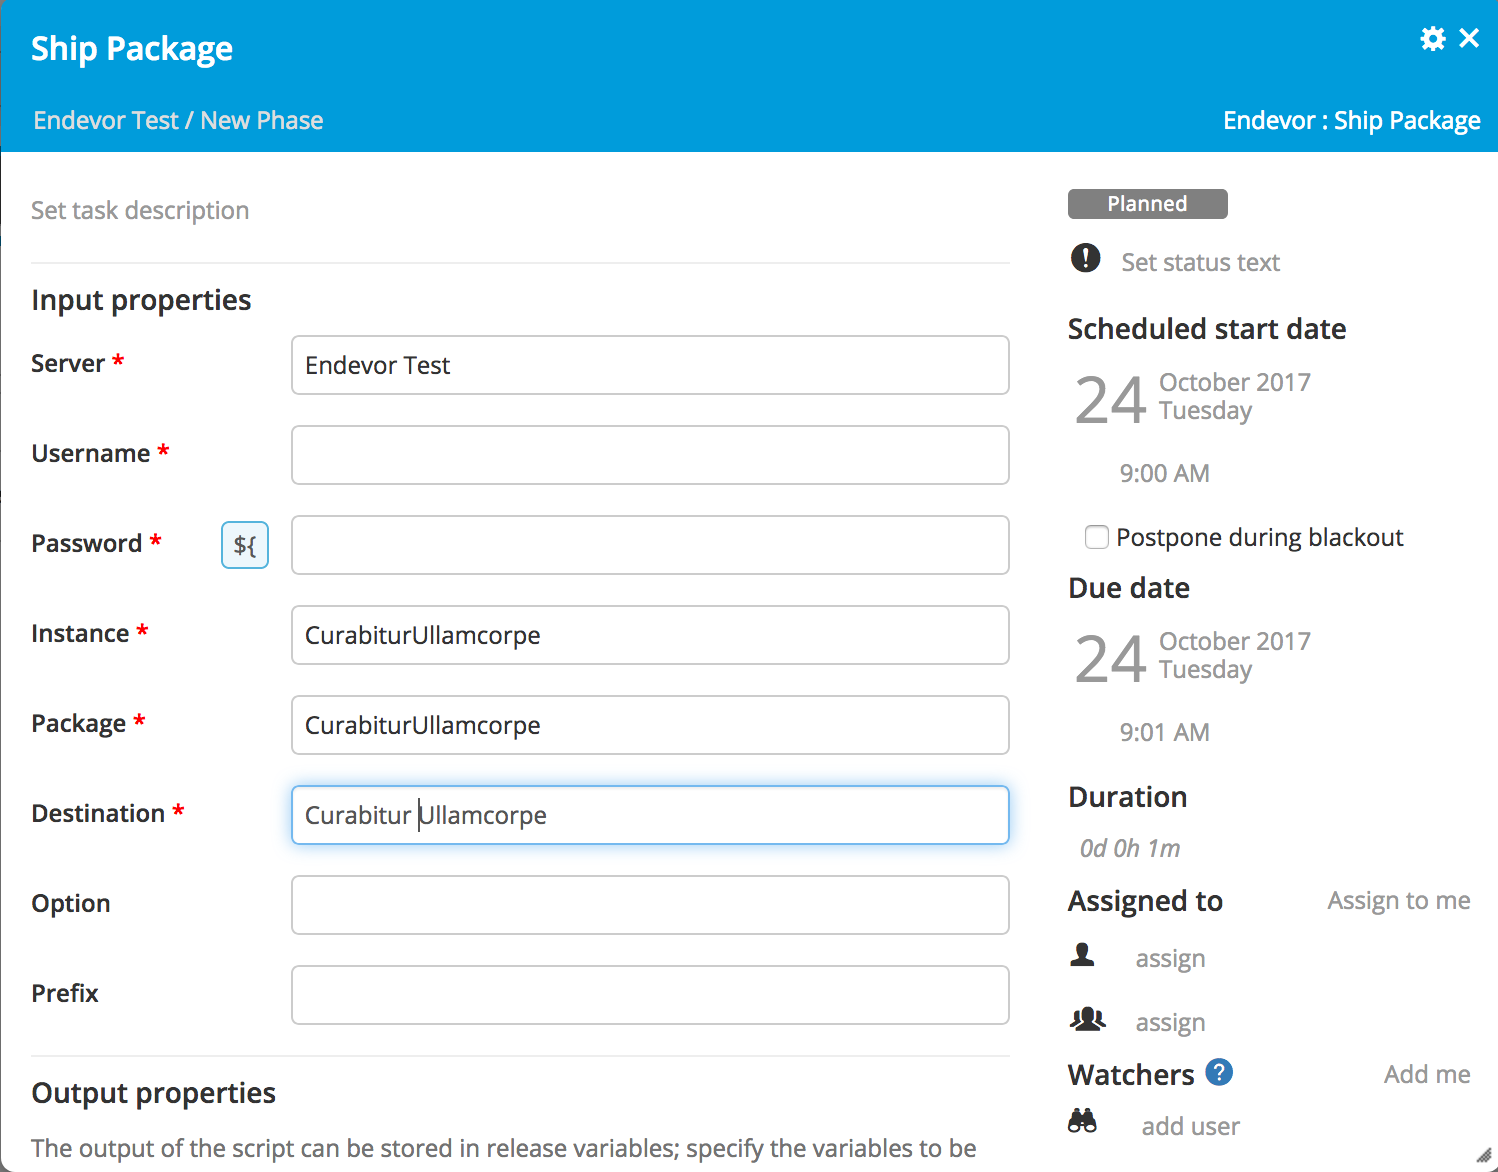 Ship Package
Endevor Test / New Phase
Endevor : Ship Package
Set task description
Input properties
Server *
Endevor Test
Username *
Password *
${
Instance *
CurabiturUllamcorpe
Package *
CurabiturUllamcorpe
Destination *
Curabitur Ullamcorpe
Option
Prefix
Output properties
The output of the script can be stored in release variables; specify the variables to be
Planned
Set status text
Scheduled start date
24
October 2017
Tuesday
9:00 AM
Postpone during blackout
Due date
24
October 2017
Tuesday
9:01 AM
Duration
0d 0h 1m
Assigned to
Assign to me
assign
assign
Watchers ?
Add me
add user